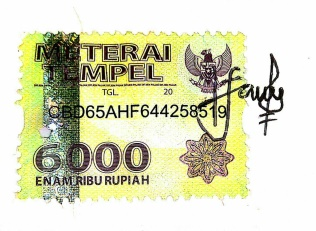 METERAI
TEMPEL
TGL. 20
CBD65AHF644258519
6000
ENAM RIBU RUPIAH